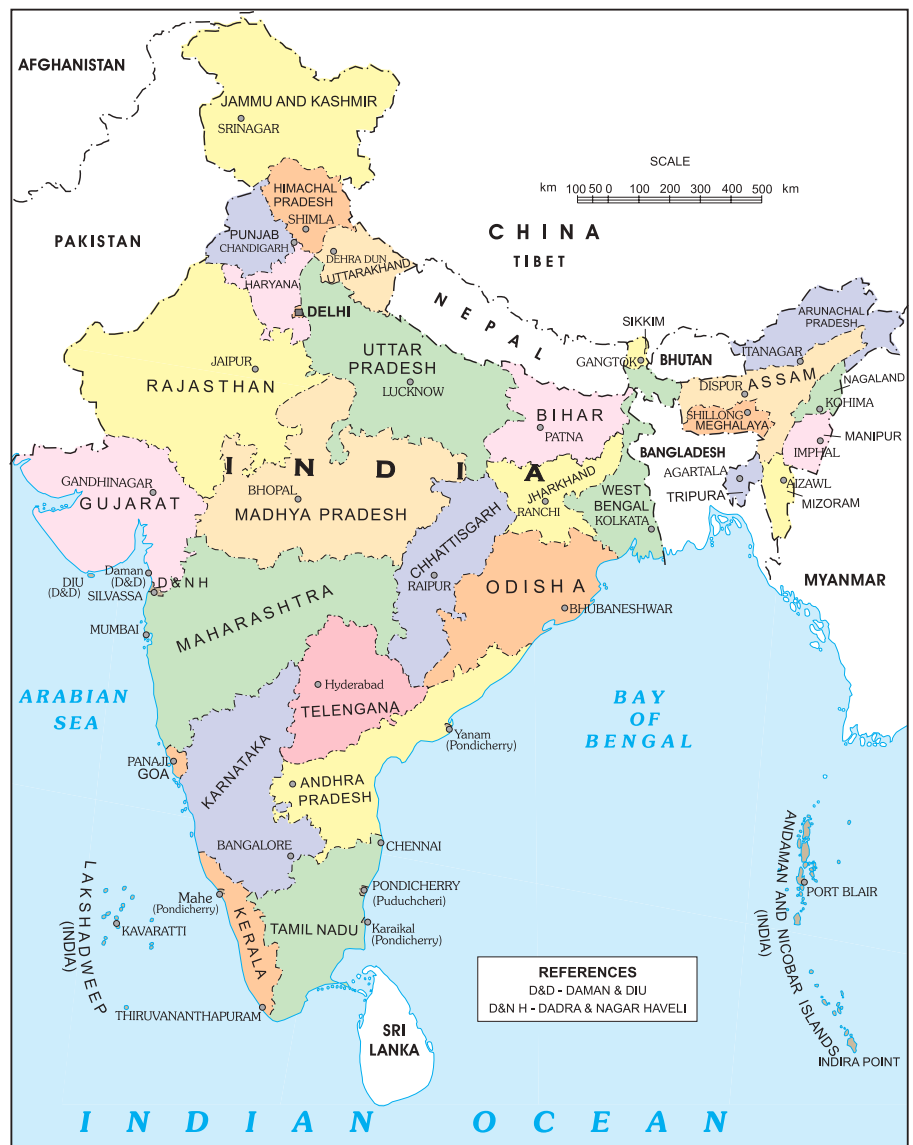 AFGHANISTAN
JAMMU AND KASHMIR
SRINAGAR
SCALE
km 100 50 0 100 200 300 400 500 km
HIMACHAL
PRADESH
SHIMLA
PUNJAB
CHANDIGARH
PAKISTAN
CHINA
TIBET
DEHRA DUN
UTTARAKHAND
HARYANA
DELHI
NEPAL
SIKKIM
ARUNACHAL
PRADESH
UTTAR
PRADESH
LUCKNOW
JAIPUR
RAJASTHAN
GANGTOK
BHUTAN
ITANAGAR
DISPUR
ASSAM
NAGALAND
KOHIMA
SHILLONG
MEGHALAYA
BIHAR
PATNA
MANIPUR
IMPHAL
BANGLADESH
INDIA
GANDHINAGAR
GUJARAT
BHOPAL
MADHYA PRADESH
JHARKHAND
RANCHI
WEST
BENGAL
KOLKATA
AGARTALA
TRIPURA
AIZAWL
MIZORAM
CHHATTISGARH
RAIPUR
ODISHA
BHUBANESHWAR
MYANMAR
Daman
(D&D)
DIU
(D&D)
D&NH
SILVASSA
MUMBAI
MAHARASHTRA
Hyderabad
TELENGANA
ARABIAN
SEA
BAY
OF
BENGAL
Yanam
(Pondicherry)
PANAJI
GOA
KARNATAKA
ANDHRA
PRADESH
BANGALORE
CHENNAI
LAKSHADWEEP
(INDIA)
KAVARATTI
Mahe
(Pondicherry)
KERALA
TAMIL NADU
PONDICHERRY
(Puduchcheri)
Karaikal
(Pondicherry)
THIRUVANANTHAPURAM
ANDAMAN AND NICOBAR ISLANDS
(INDIA)
PORT BLAIR
INDIRA POINT
REFERENCES
D&D - DAMAN & DIU
D&N H - DADRA & NAGAR HAVELI
SRI
LANKA
INDIAN OCEAN